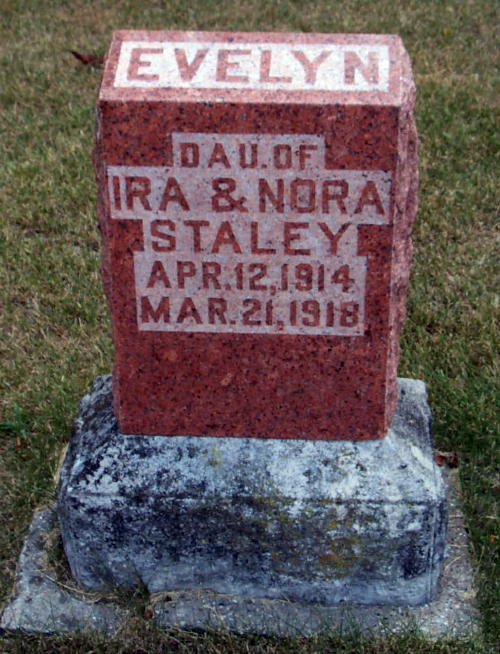 EVELYN
DAU. OF
IRA & NORA
STALEY
APR. 12, 1914
MAR. 21, 1918